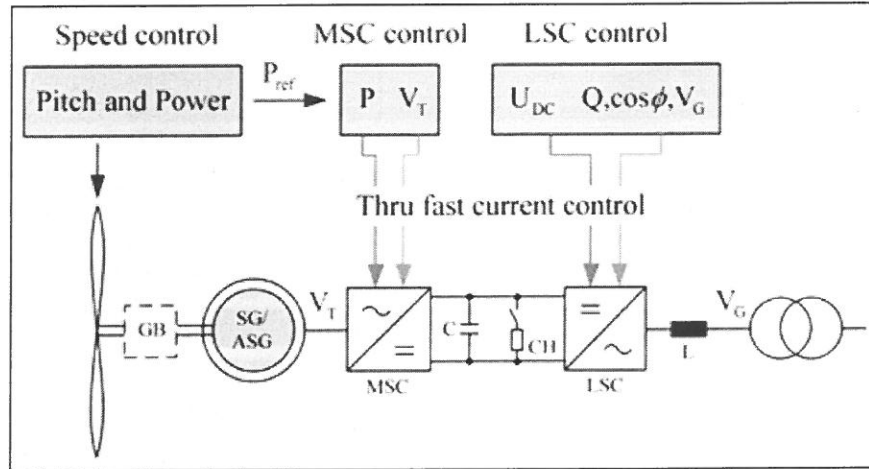 Speed control MSC control LSC control
Pitch and Power P_ref P V_T U_DC Q,cosϕ,V_G
Thru fast current control
GB SG/ V_T C CH V_G
ASG
MSC LSC L